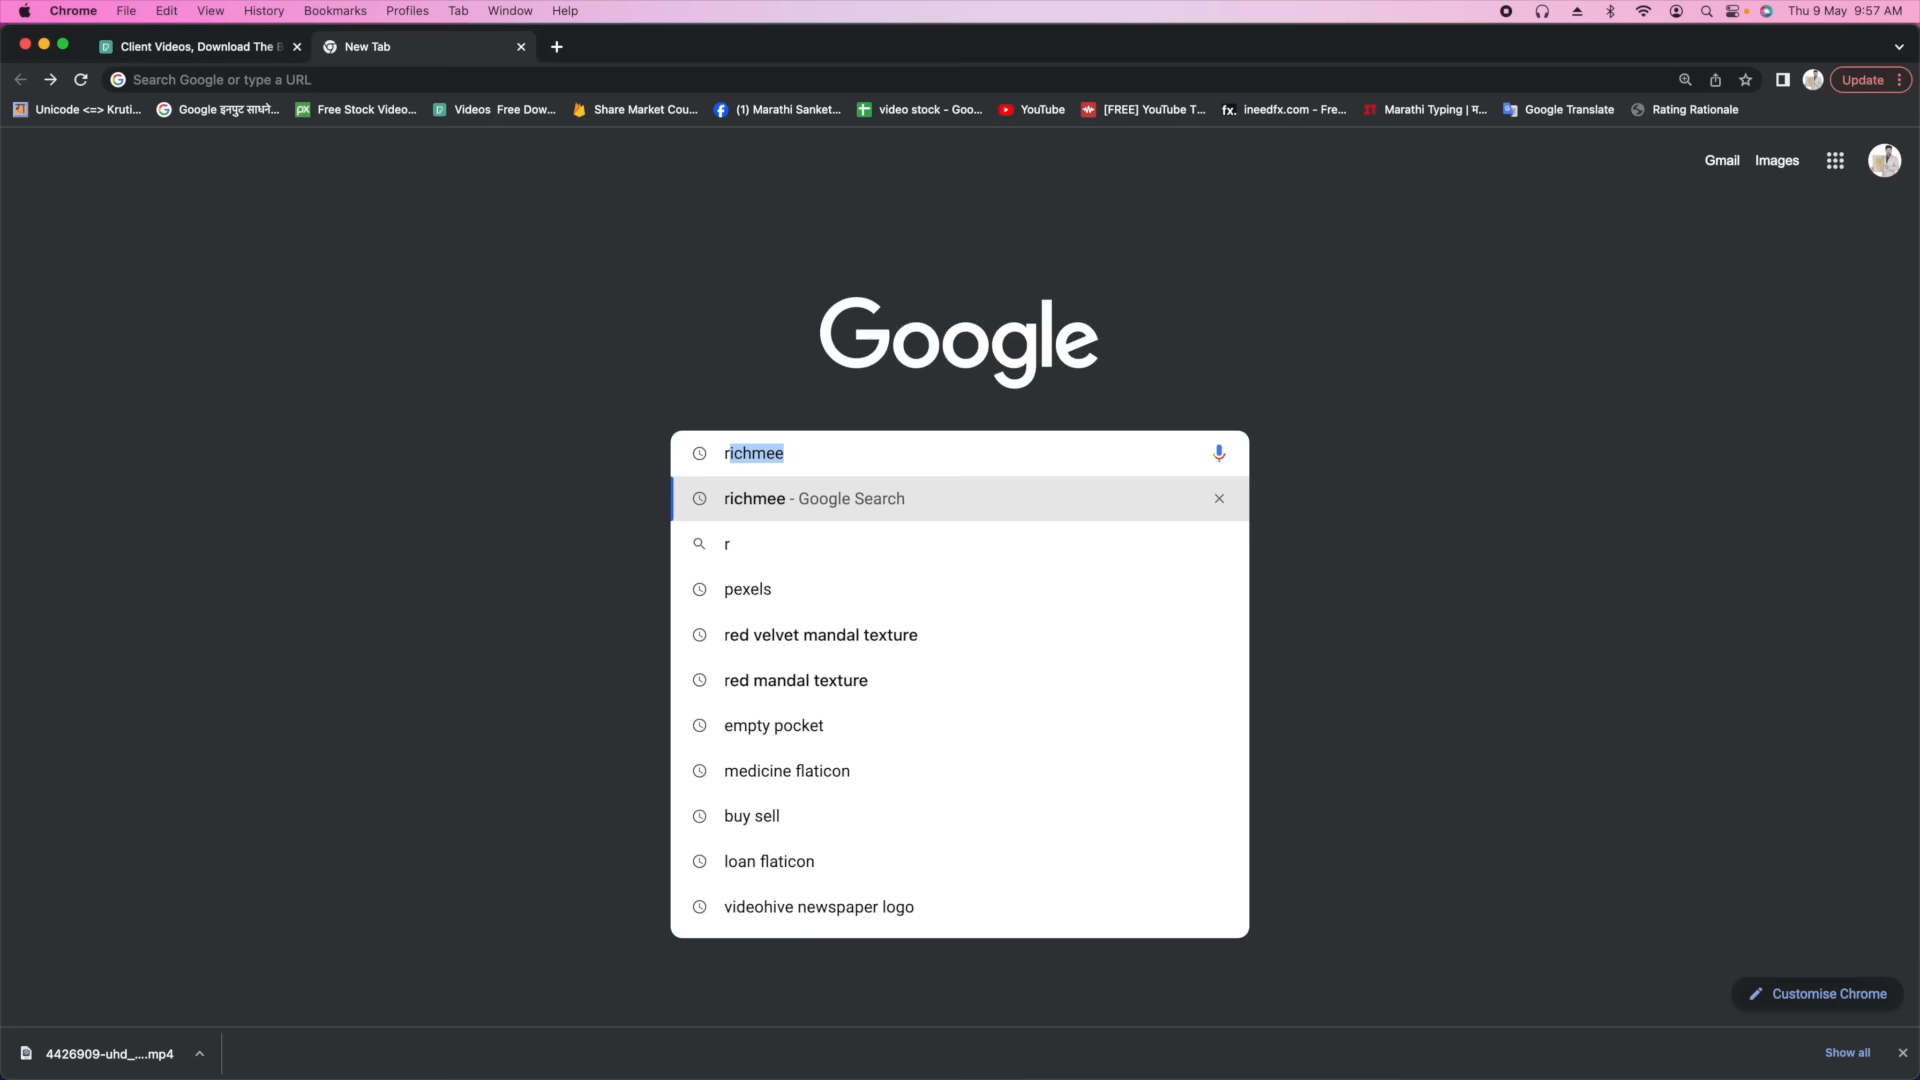 Chrome File Edit View History Bookmarks Profiles Tab Window Help Thu 9 May 9:57 AM
Client Videos, Download The B New Tab
Search Google or type a URL Update
Unicode <=> Kruti... Google इनपुट साधने... Free Stock Video... Videos Free Dow... Share Market Cou... (1) Marathi Sanket... video stock - Goo... YouTube [FREE] YouTube T... fx. ineedfx.com - Fre... Marathi Typing | म... Google Translate Rating Rationale
Gmail Images
Google
richmee
richmee - Google Search
r
pexels
red velvet mandal texture
red mandal texture
empty pocket
medicine flaticon
buy sell
loan flaticon
videohive newspaper logo
Customise Chrome
4426909-uhd_....mp4 Show all